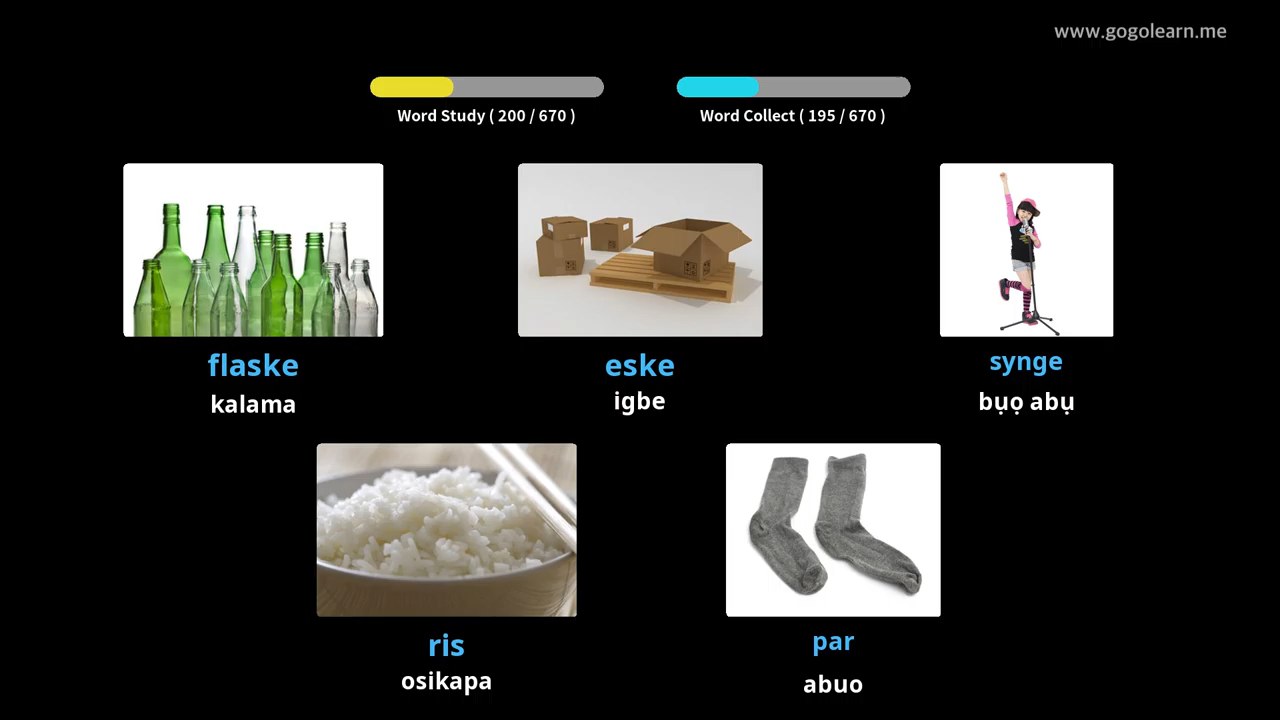 www.gogolearn.me
Word Study ( 200 / 670 )
Word Collect ( 195 / 670 )
flaske
kalama
eske
igbe
synge
bụọ abụ
ris
osikapa
par
abuo